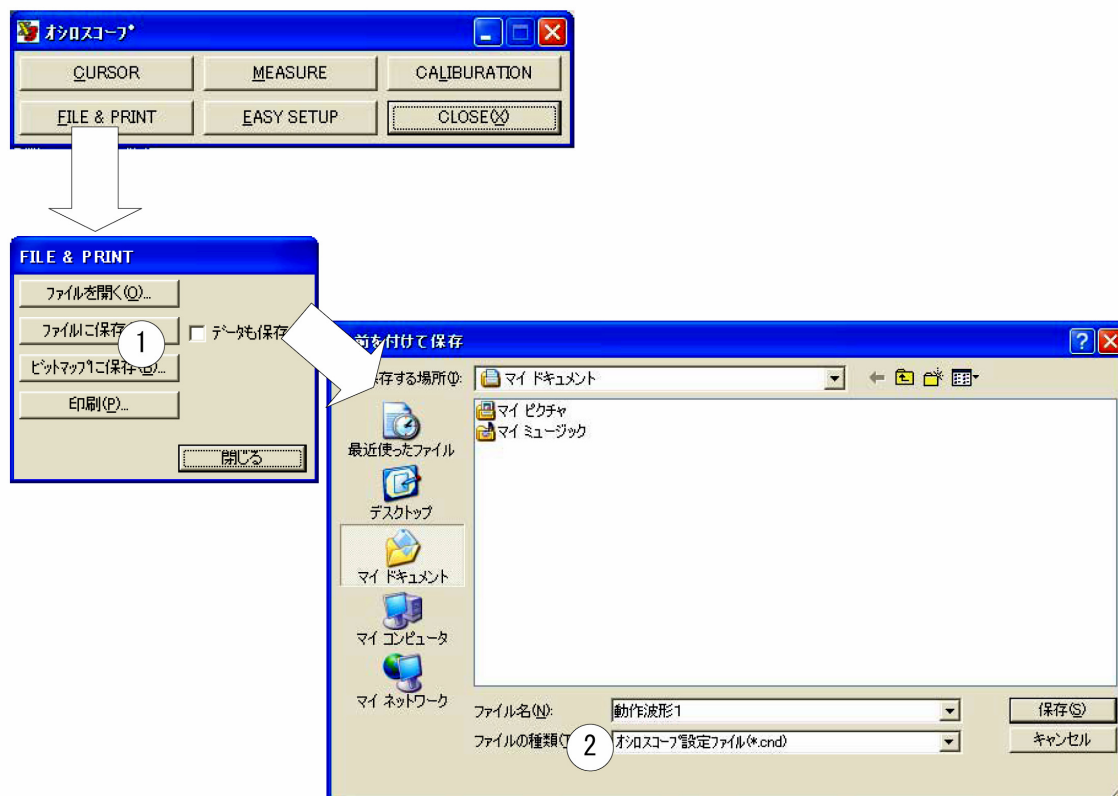 オシロスコープ
CURSOR
MEASURE
CALIBURATION
FILE & PRINT
EASY SETUP
CLOSE(X)
FILE & PRINT
ファイルを開く(O)...
ファイルに保存
1
データも保存
ビットマップに保存(B)...
印刷(P)...
閉じる
前を付けて保存
存する場所(I):
マイ ドキュメント
マイ ピクチャ
マイ ミュージック
最近使ったファイル
デスクトップ
マイ ドキュメント
マイ コンピュータ
マイ ネットワーク
ファイル名(N):
動作波形1
保存(S)
ファイルの種類(T
2
オシロスコープ設定ファイル(*.cnd)
キャンセル